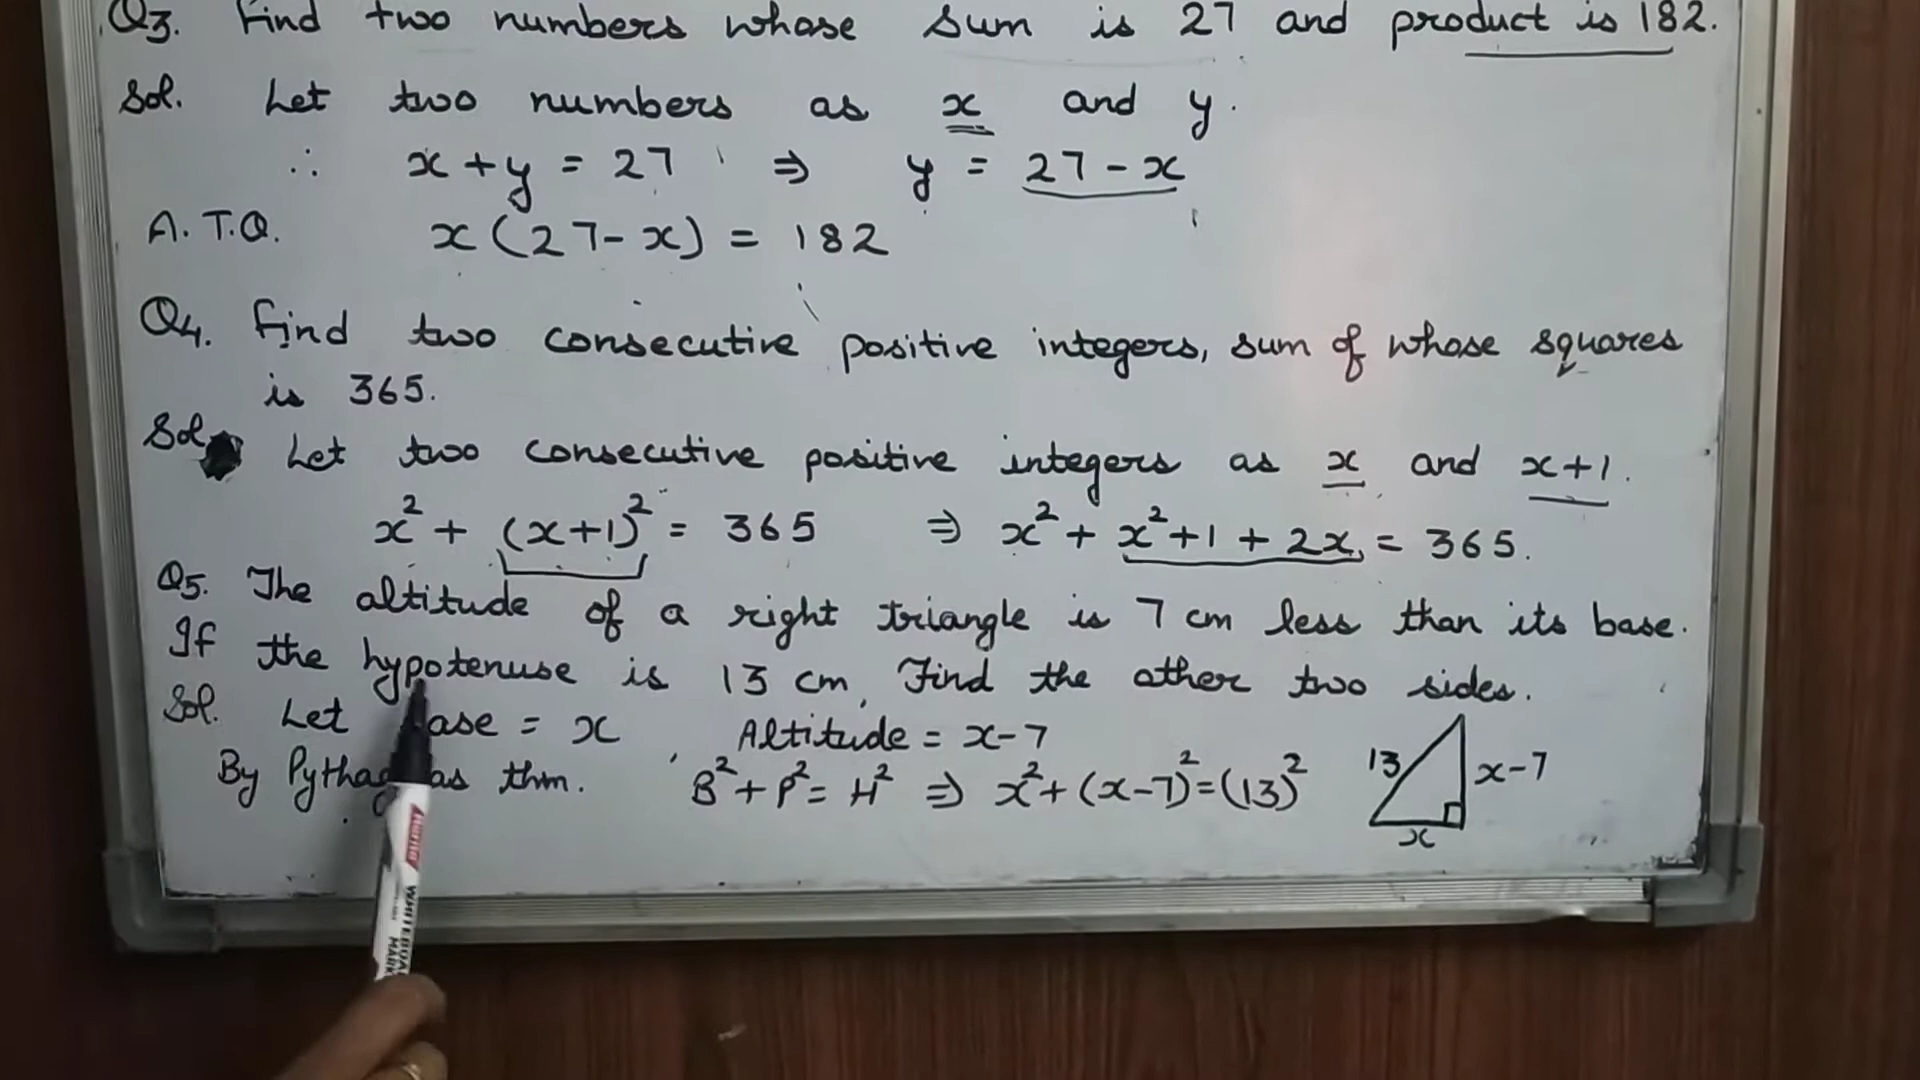 Q3. Find two numbers whose sum is 27 and product is 182.
Sol. Let two numbers as x and y.
∴ x + y = 27 ⇒ y = 27 - x
A.T.Q. x(27 - x) = 182
Q4. Find two consecutive positive integers, sum of whose squares
is 365.
Sol Let two consecutive positive integers as x and x+1.
x² + (x+1)² = 365 ⇒ x² + x² + 1 + 2x = 365.
Q5. The altitude of a right triangle is 7 cm less than its base.
If the hypotenuse is 13 cm, Find the other two sides.
Sol. Let ase = x Altitude = x - 7
By Pythag as thm. B² + P² = H² ⇒ x² + (x-7)² = (13)²
13 x-7
x
WHITEBOA
MARK